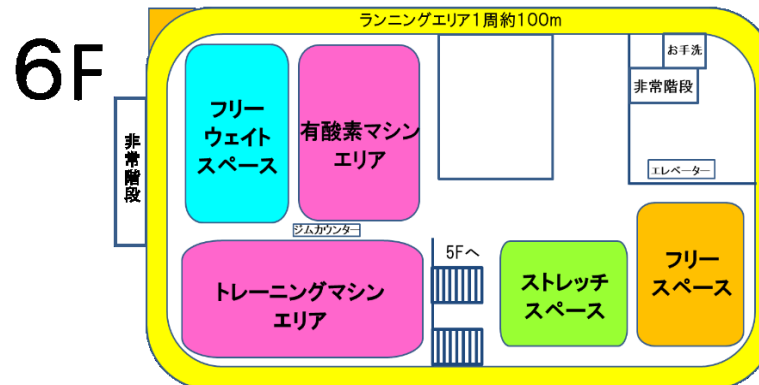 6F
ランニングエリア1周約100m
フリー
ウェイト
スペース
有酸素マシン
エリア
お手洗
非常階段
非常階段
エレベーター
ジムカウンター
トレーニングマシン
エリア
5Fへ
ストレッチ
スペース
フリー
スペース